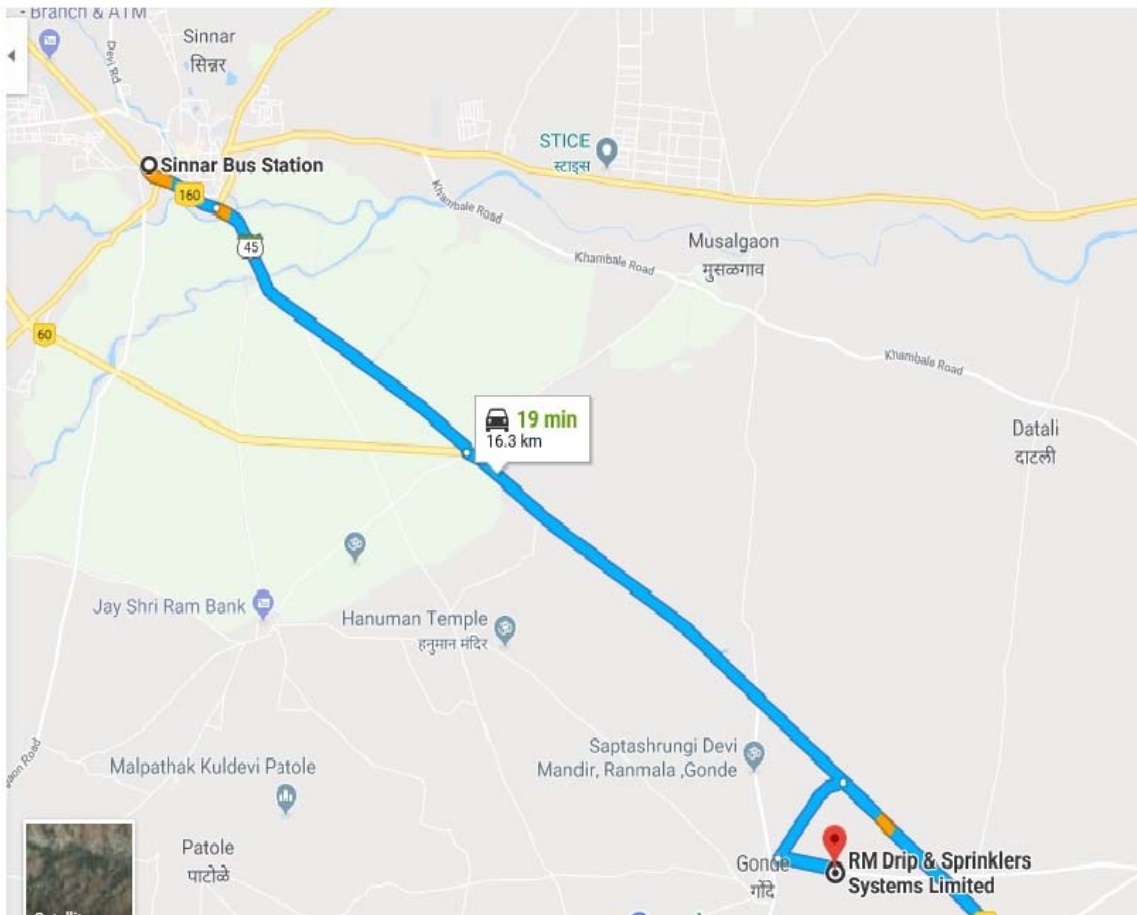 - Branch & ATM
Sinnar
सिन्नर
Devi Rd
Sinnar Bus Station
160
45
STICE
स्टाइस
Khambale Road
Musalgaon
मुसळगाव
Khambale Road
Khambale Road
60
19 min
16.3 km
Datali
दाटली
Jay Shri Ram Bank
Hanuman Temple
हनुमान मंदिर
Saptashrungi Devi
Mandir, Ranmala ,Gonde
Malpathak Kuldevi Patole
Patole
पाटोळे
Gonde
गोंदे
RM Drip & Sprinklers
Systems Limited